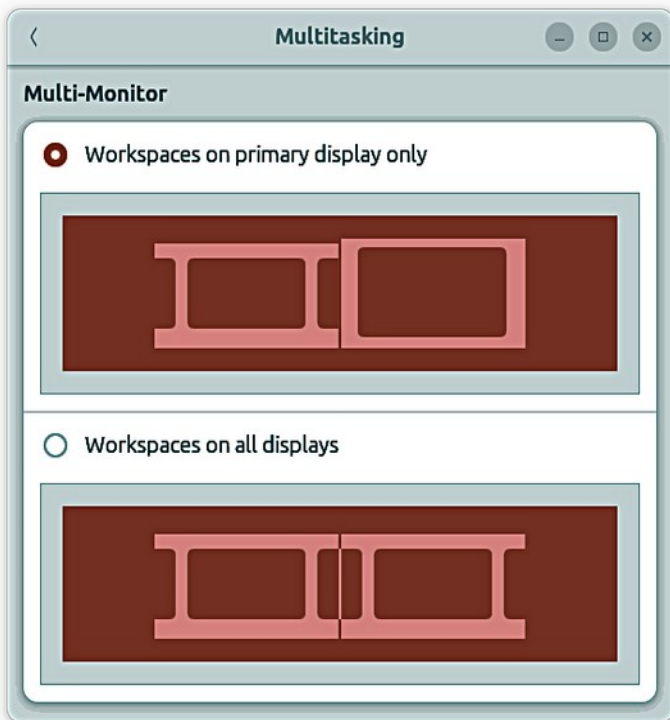 Multitasking
Multi-Monitor
Workspaces on primary display only
Workspaces on all displays